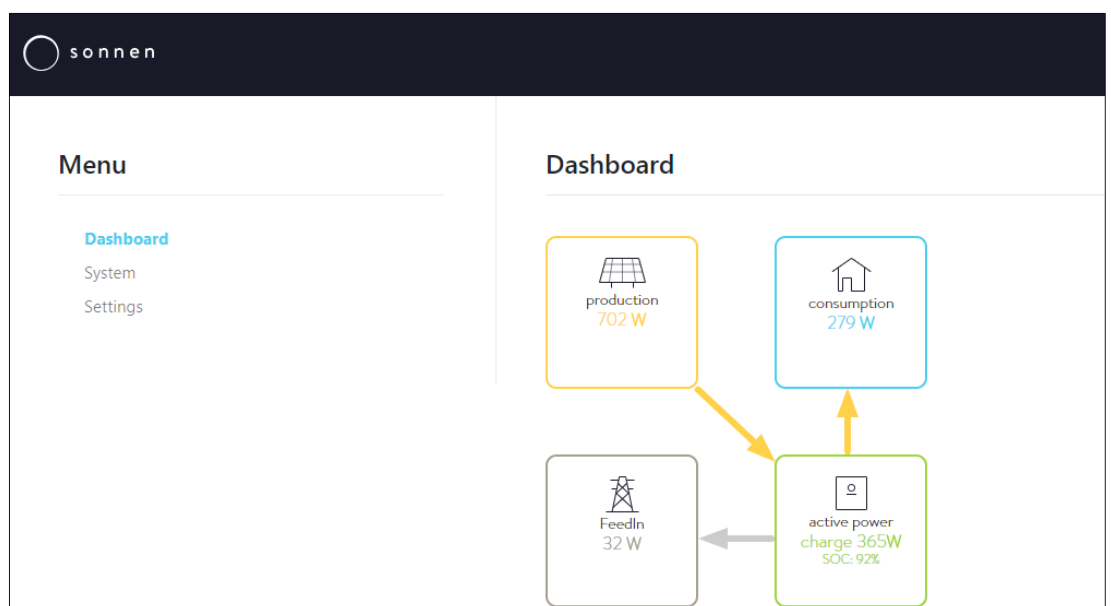 sonnen
Menu
Dashboard
System
Settings
Dashboard
production
702 W
consumption
279 W
FeedIn
32 W
active power
charge 365W
SOC: 92%